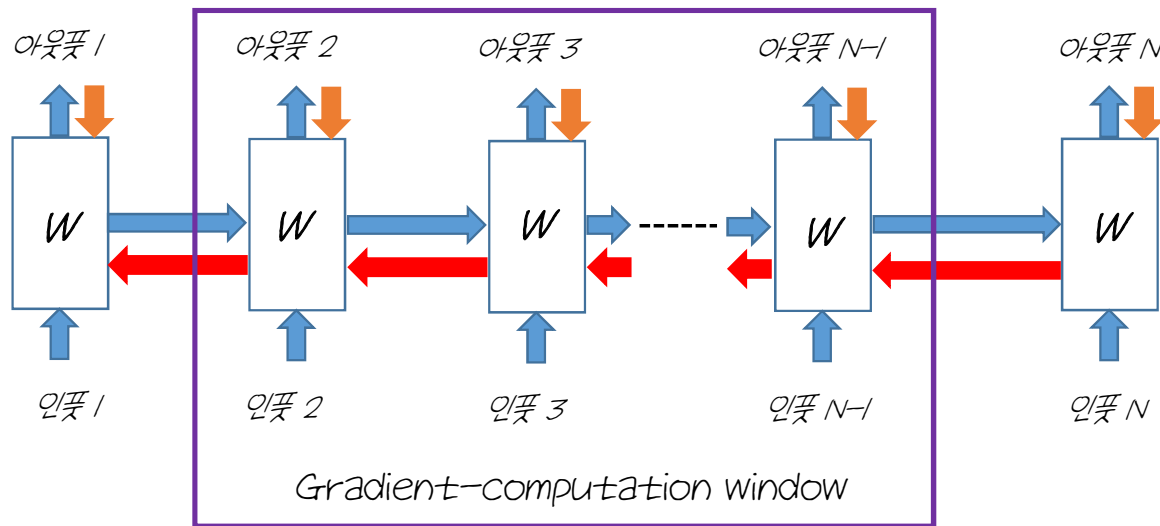 아웃풋 1 아웃풋 2 아웃풋 3 아웃풋 N-1 아웃풋 N
W W W W W
인풋 1 인풋 2 인풋 3 인풋 N-1 인풋 N
Gradient-computation window